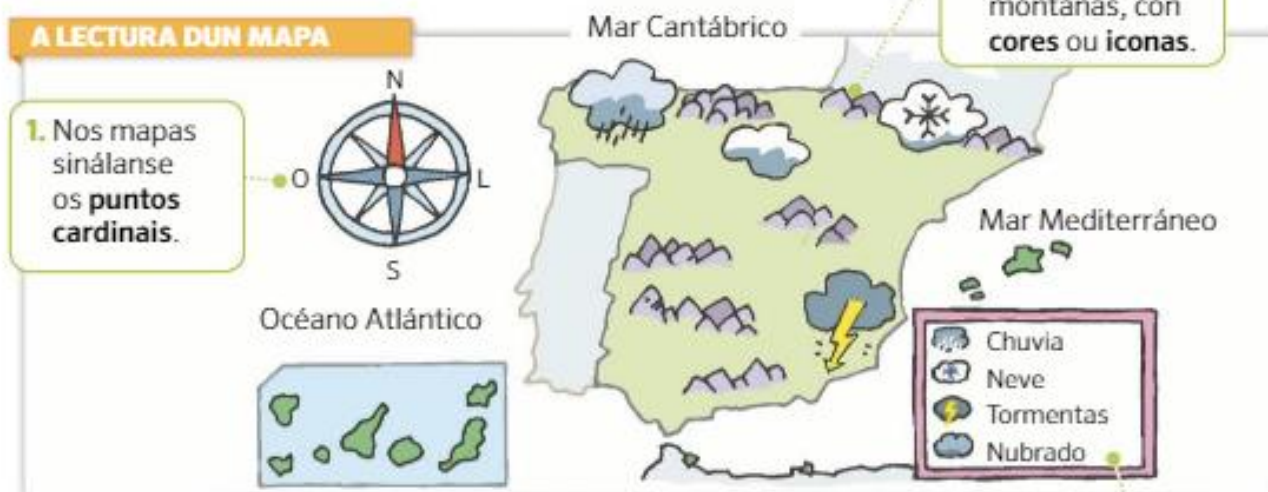 A LECTURA DUN MAPA
1. Nos mapas
sinálanse
os puntos
cardinais.
N
O
L
S
Mar Cantábrico
montañas, con
cores ou iconas.
Mar Mediterráneo
Océano Atlántico
Chuvia
Neve
Tormentas
Nubrado